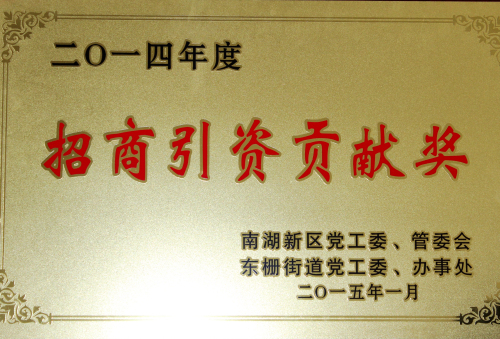 二〇一四年度
招商引资贡献奖
南湖新区党工委、管委会
东栅街道党工委、办事处
二〇一五年一月